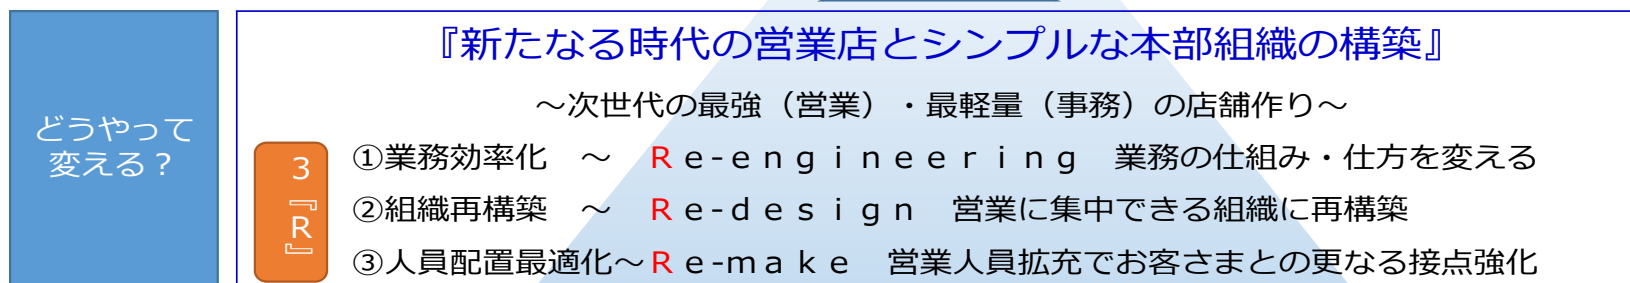 どうやって
変える？
『新たなる時代の営業店とシンプルな本部組織の構築』
～次世代の最強（営業）・最軽量（事務）の店舗作り～
３『Ｒ』
①業務効率化　～　Ｒｅ-ｅｎｇｉｎｅｅｒｉｎｇ　業務の仕組み・仕方を変える
②組織再構築　～　Ｒｅ-ｄｅｓｉｇｎ　営業に集中できる組織に再構築
③人員配置最適化～Ｒｅ-ｍａｋｅ　営業人員拡充でお客さまとの更なる接点強化